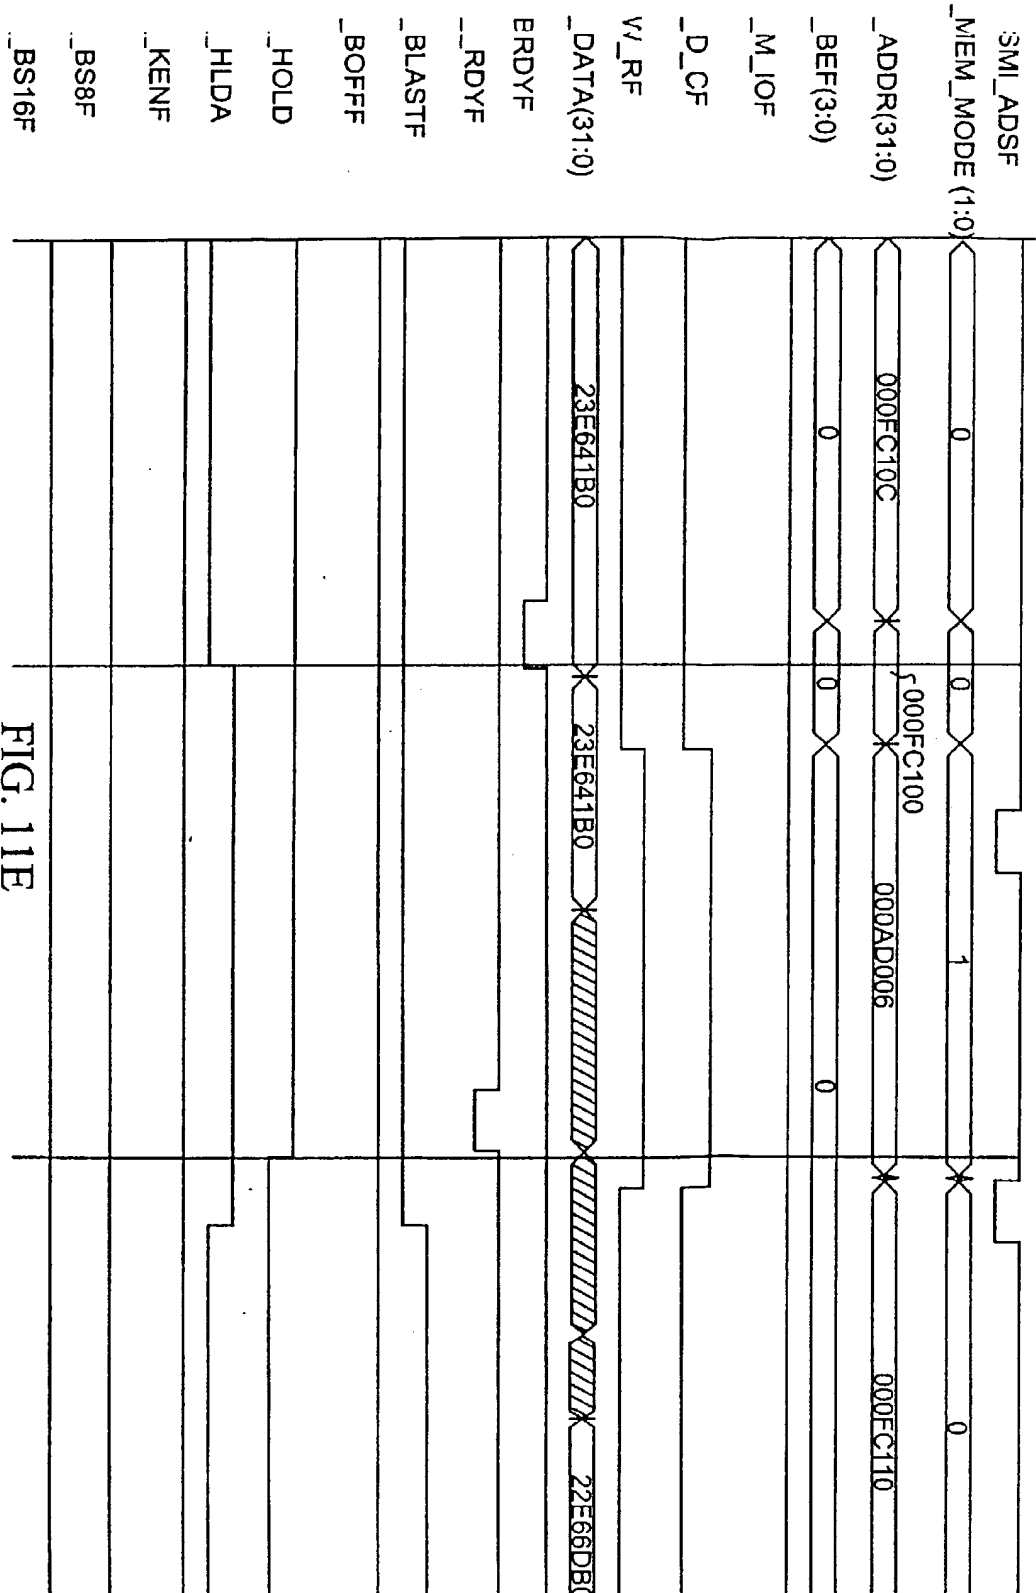 SMI_ADSF
_MEM_MODE (1:0) 0 0 1 0
_ADDR(31:0) 000FC10C 000FC100 000AD006 000FC110
_BEF(3:0) 0 0 0
_M_IOF
_D_CF
W_RF
_DATA(31:0) 23E641B0 23E641B0 22E66DB0
BRDYF
_RDYF
_BLASTF
_BOFFF
_HOLD
_HLDA
_KENF
_BS8F
_BS16F
FIG. 11E